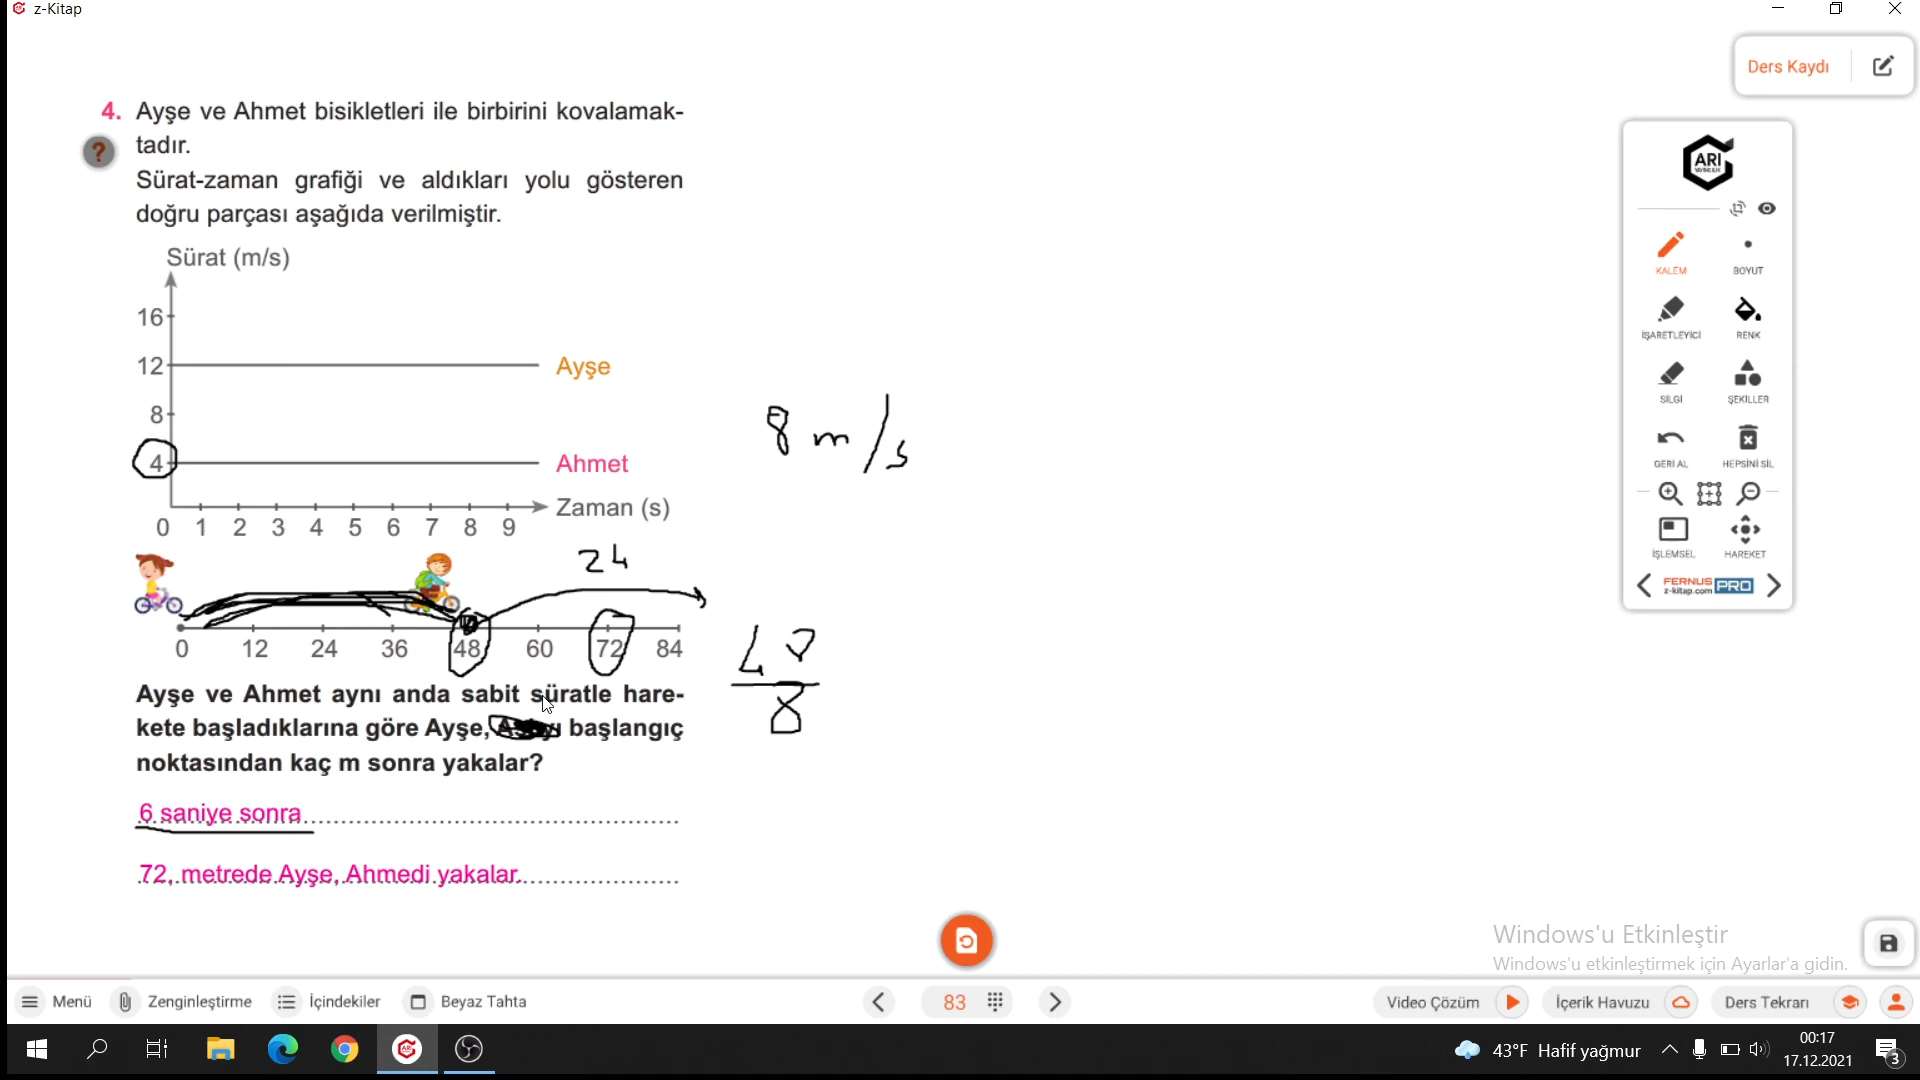 z-Kitap
Ders Kaydı
4. Ayşe ve Ahmet bisikletleri ile birbirini kovalamak-
tadır.
Sürat-zaman grafiği ve aldıkları yolu gösteren
doğru parçası aşağıda verilmiştir.
Sürat (m/s)
16
12 Ayşe
8
4 Ahmet
Zaman (s)
0 1 2 3 4 5 6 7 8 9
8 m/s
24
0 12 24 36 48 60 72 84
48
8
Ayşe ve Ahmet aynı anda sabit süratle hare-
kete başladıklarına göre Ayşe, başlangıç
noktasından kaç m sonra yakalar?
6 saniye sonra
72, metrede Ayşe, Ahmedi yakalar.
ARI
YAYINCILIK
KALEM BOYUT
İŞARETLEYİCİ RENK
SİLGİ ŞEKİLLER
GERİ AL HEPSİNİ SİL
İŞLEMSEL HAREKET
FERNUS PRO
z-kitap.com
Windows'u Etkinleştir
Windows'u etkinleştirmek için Ayarlar'a gidin.
Menü Zenginleştirme İçindekiler Beyaz Tahta 83 Video Çözüm İçerik Havuzu Ders Tekrarı
43°F Hafif yağmur 00:17
17.12.2021 3